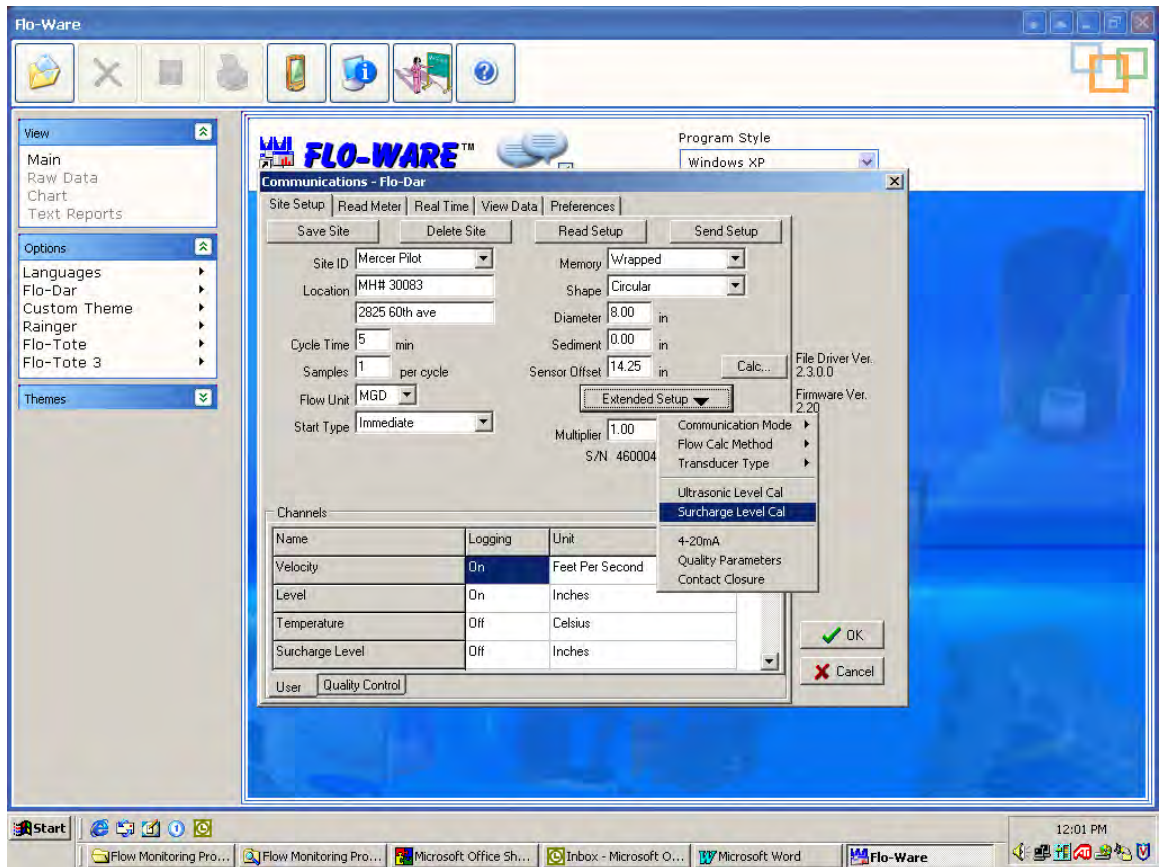 Flo-Ware
View
Main
Raw Data
Chart
Text Reports
Options
Languages
Flo-Dar
Custom Theme
Rainger
Flo-Tote
Flo-Tote 3
Themes
FLO-WARE™
Program Style
Windows XP
Communications - Flo-Dar
Site Setup Read Meter Real Time View Data Preferences
Save Site Delete Site Read Setup Send Setup
Site ID Mercer Pilot Memory Wrapped
Location MH# 30083 Shape Circular
2825 60th ave Diameter 8.00 in
Cycle Time 5 min Sediment 0.00 in
Samples 1 per cycle Sensor Offset 14.25 in Calc... File Driver Ver.
2.3.0.0
Flow Unit MGD Extended Setup Firmware Ver.
2.20
Start Type Immediate Multiplier 1.00
S/N 460004
Communication Mode
Flow Calc Method
Transducer Type
Ultrasonic Level Cal
Surcharge Level Cal
4-20mA
Quality Parameters
Contact Closure
Channels
Name Logging Unit
Velocity On Feet Per Second
Level On Inches
Temperature Off Celsius
Surcharge Level Off Inches
User Quality Control
OK
Cancel
Start
12:01 PM
Flow Monitoring Pro... Flow Monitoring Pro... Microsoft Office Sh... Inbox - Microsoft O... Microsoft Word Flo-Ware